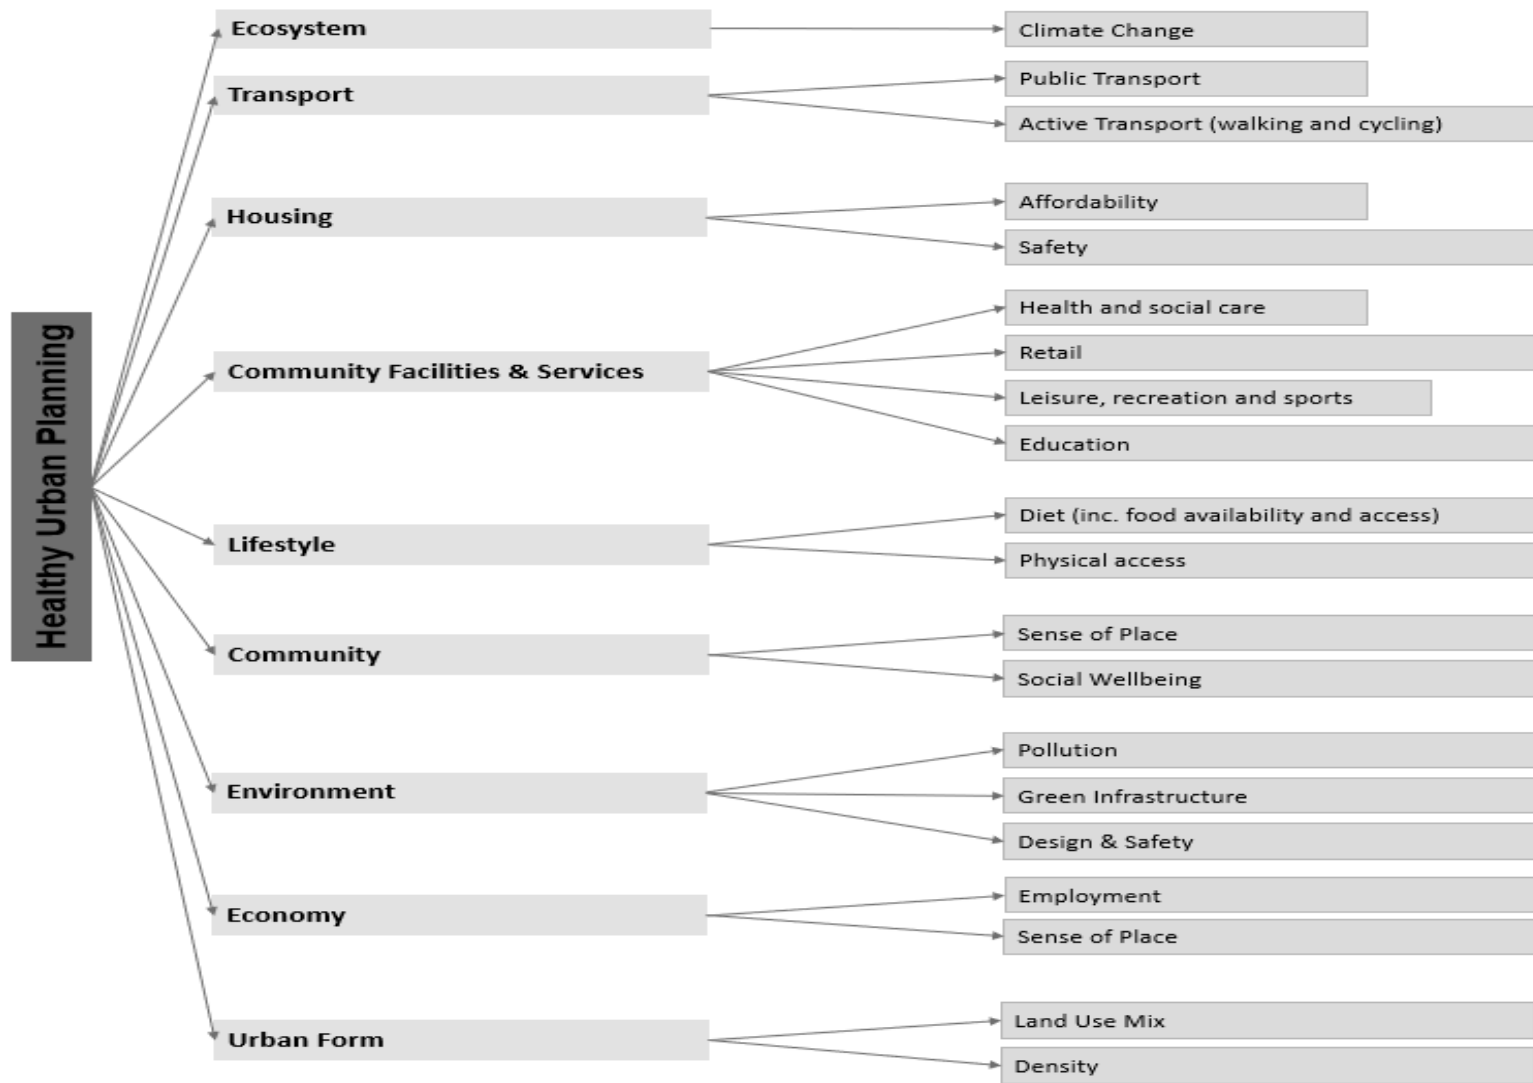 Healthy Urban Planning
Ecosystem
Climate Change
Transport
Public Transport
Active Transport (walking and cycling)
Housing
Affordability
Safety
Community Facilities & Services
Health and social care
Retail
Leisure, recreation and sports
Education
Lifestyle
Diet (inc. food availability and access)
Physical access
Community
Sense of Place
Social Wellbeing
Environment
Pollution
Green Infrastructure
Design & Safety
Economy
Employment
Sense of Place
Urban Form
Land Use Mix
Density